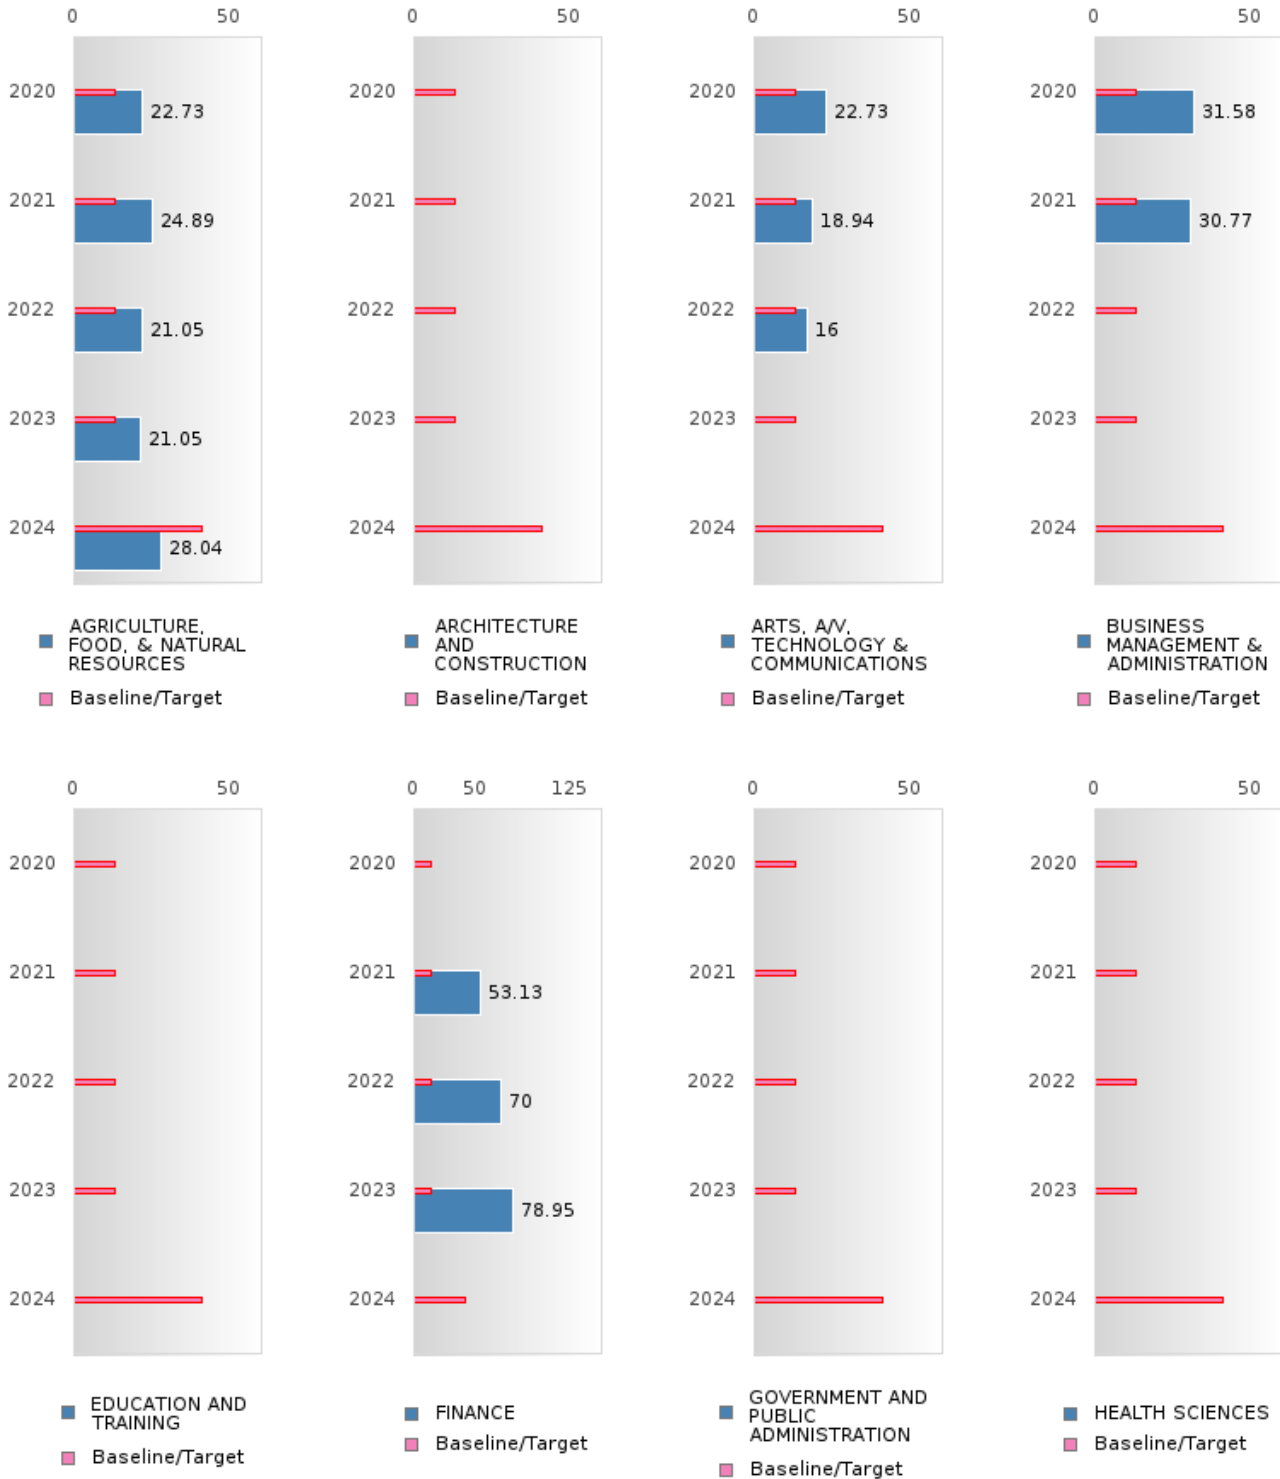 0 50
0 50
0 50
0 50
2020 22.73
2021 24.89
2022 21.05
2023 21.05
2024 28.04
AGRICULTURE,
FOOD, & NATURAL
RESOURCES
Baseline/Target
2020
2021
2022
2023
2024
ARCHITECTURE
AND
CONSTRUCTION
Baseline/Target
2020 22.73
2021 18.94
2022 16
2023
2024
ARTS, A/V,
TECHNOLOGY &
COMMUNICATIONS
Baseline/Target
2020 31.58
2021 30.77
2022
2023
2024
BUSINESS
MANAGEMENT &
ADMINISTRATION
Baseline/Target
0 50
0 50 125
0 50
0 50
2020
2021
2022
2023
2024
EDUCATION AND
TRAINING
Baseline/Target
2020
2021 53.13
2022 70
2023 78.95
2024
FINANCE
Baseline/Target
2020
2021
2022
2023
2024
GOVERNMENT AND
PUBLIC
ADMINISTRATION
Baseline/Target
2020
2021
2022
2023
2024
HEALTH SCIENCES
Baseline/Target